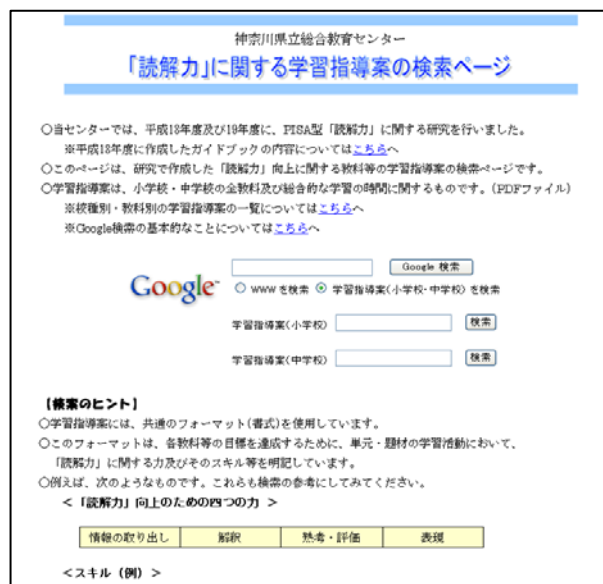 神奈川県立総合教育センター
「読解力」に関する学習指導案の検索ページ
○当センターでは、平成18年度及び19年度に、PISA型「読解力」に関する研究を行いました。
※平成18年度に作成したガイドブックの内容についてはこちらへ
○このページは、研究で作成した「読解力」向上に関する教科等の学習指導案の検索ページです。
○学習指導案は、小学校・中学校の全教科及び総合的な学習の時間に関するものです。(PDFファイル)
※校種別・教科別の学習指導案の一覧についてはこちらへ
※Google検索の基本的なことについてはこちらへ
Google 検索
Google™ www を検索 学習指導案(小学校・中学校) を検索
学習指導案(小学校) 検索
学習指導案(中学校) 検索
【検索のヒント】
○学習指導案には、共通のフォーマット(書式)を使用しています。
○このフォーマットは、各教科等の目標を達成するために、単元・題材の学習活動において、
「読解力」に関する力及びそのスキル等を明記しています。
○例えば、次のようなものです。これらも検索の参考にしてみてください。
＜「読解力」向上のための四つの力 ＞
情報の取り出し 解釈 熟考・評価 表現
＜スキル（例）＞